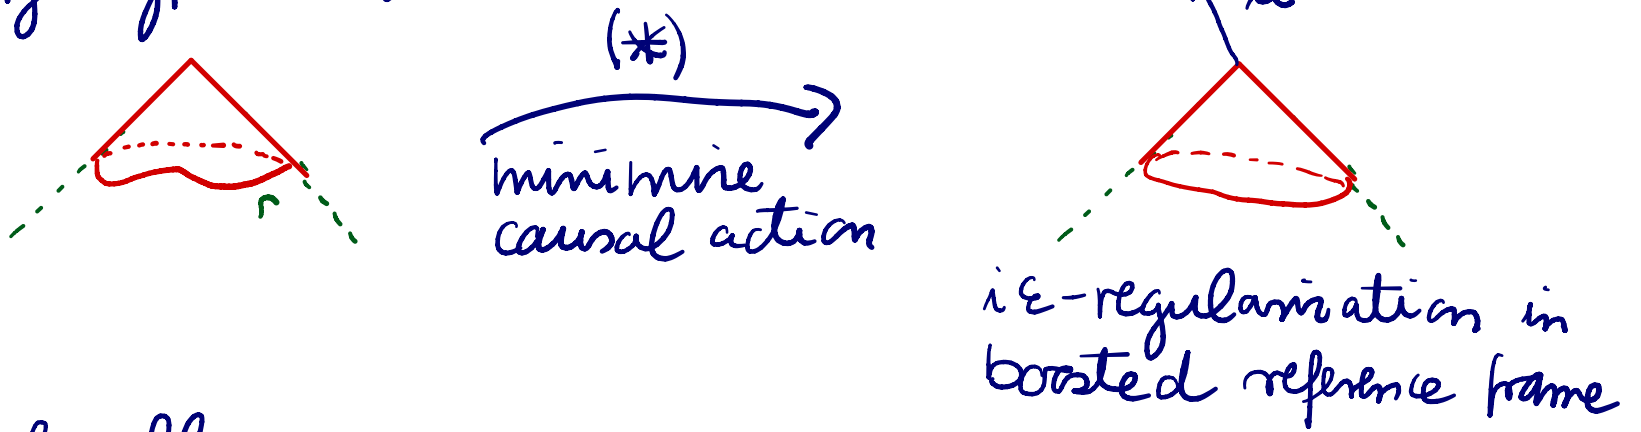 (*)
minimize
causal action
iε-regularization in
boosted reference frame